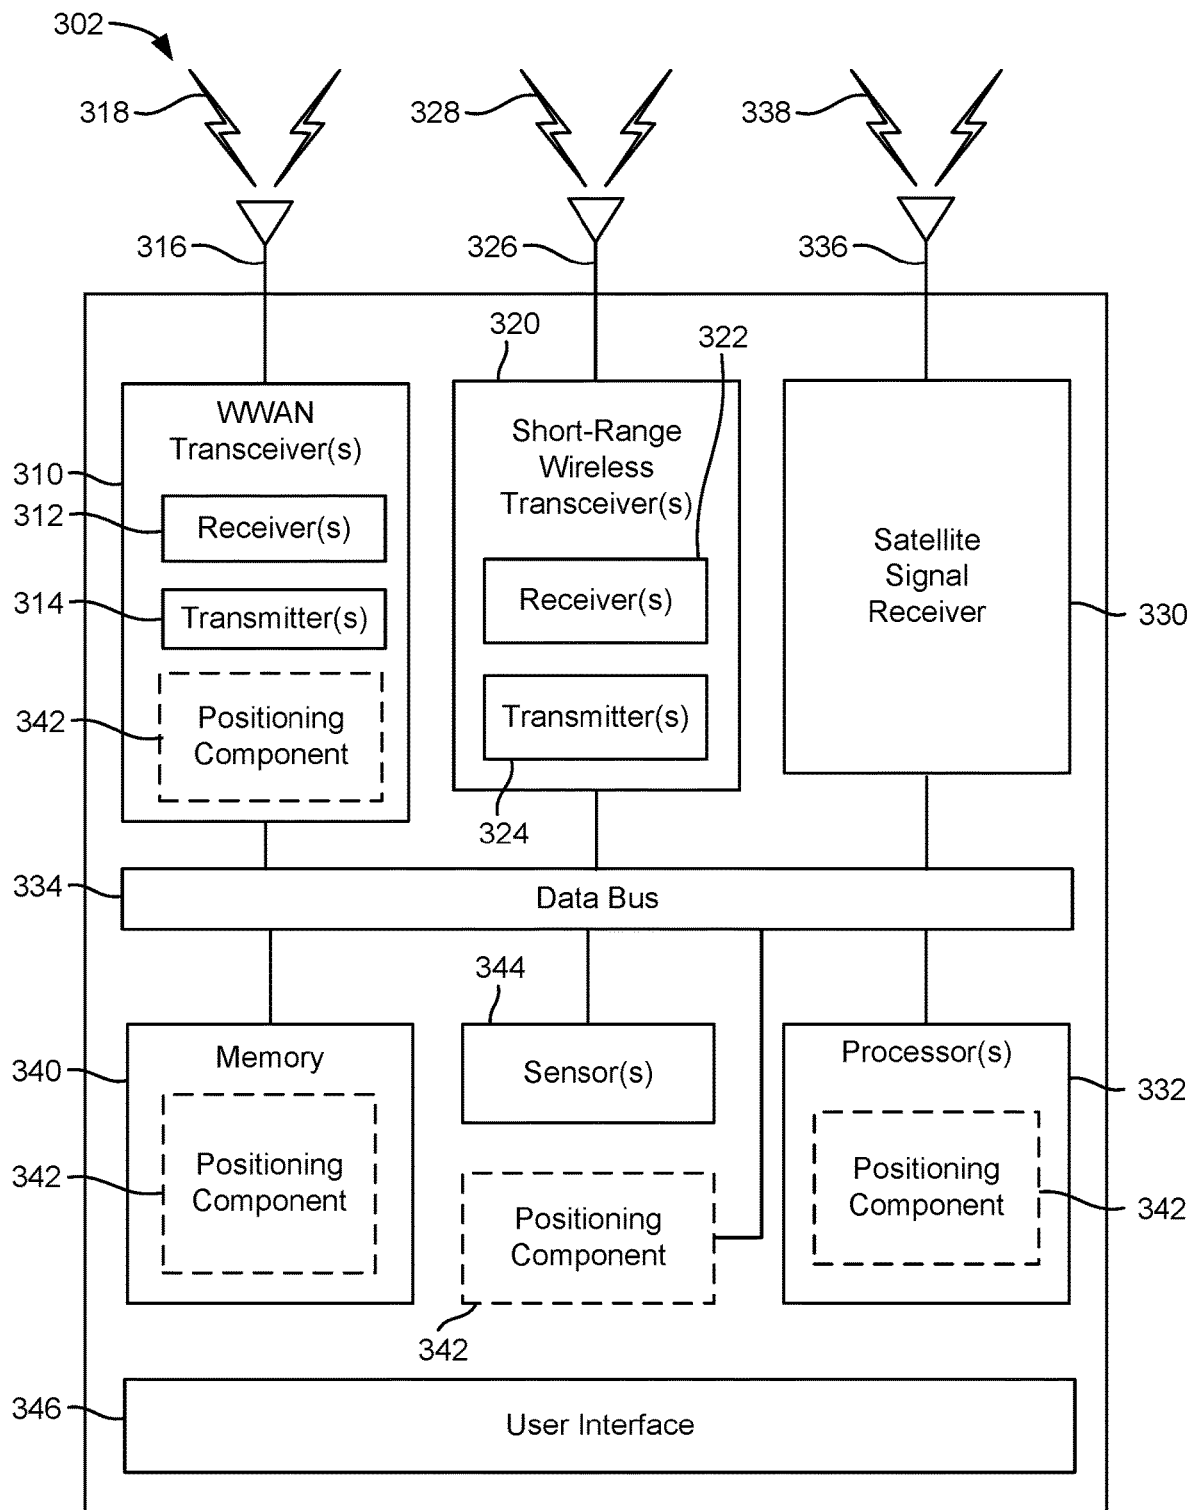 302
318
328
338
316
326
336
320
322
WWAN
Transceiver(s)
Short-Range
Wireless
Transceiver(s)
310
312
Receiver(s)
Satellite
Signal
Receiver
314
Transmitter(s)
Receiver(s)
330
342
Positioning
Component
Transmitter(s)
324
334
Data Bus
344
340
Memory
Sensor(s)
Processor(s)
332
342
Positioning
Component
Positioning
Component
Positioning
Component
342
342
346
User Interface